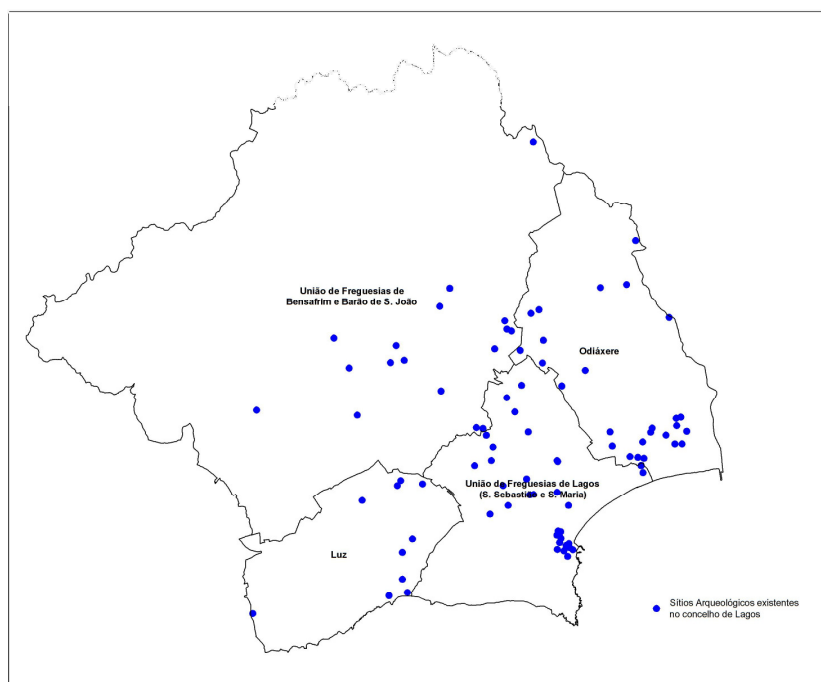 União de Freguesias de
Bensafrim e Barão de S. João
Odiáxere
União de Freguesias de Lagos
(S. Sebastião e S. Maria)
Luz
Sítios Arqueológicos existentes
no concelho de Lagos